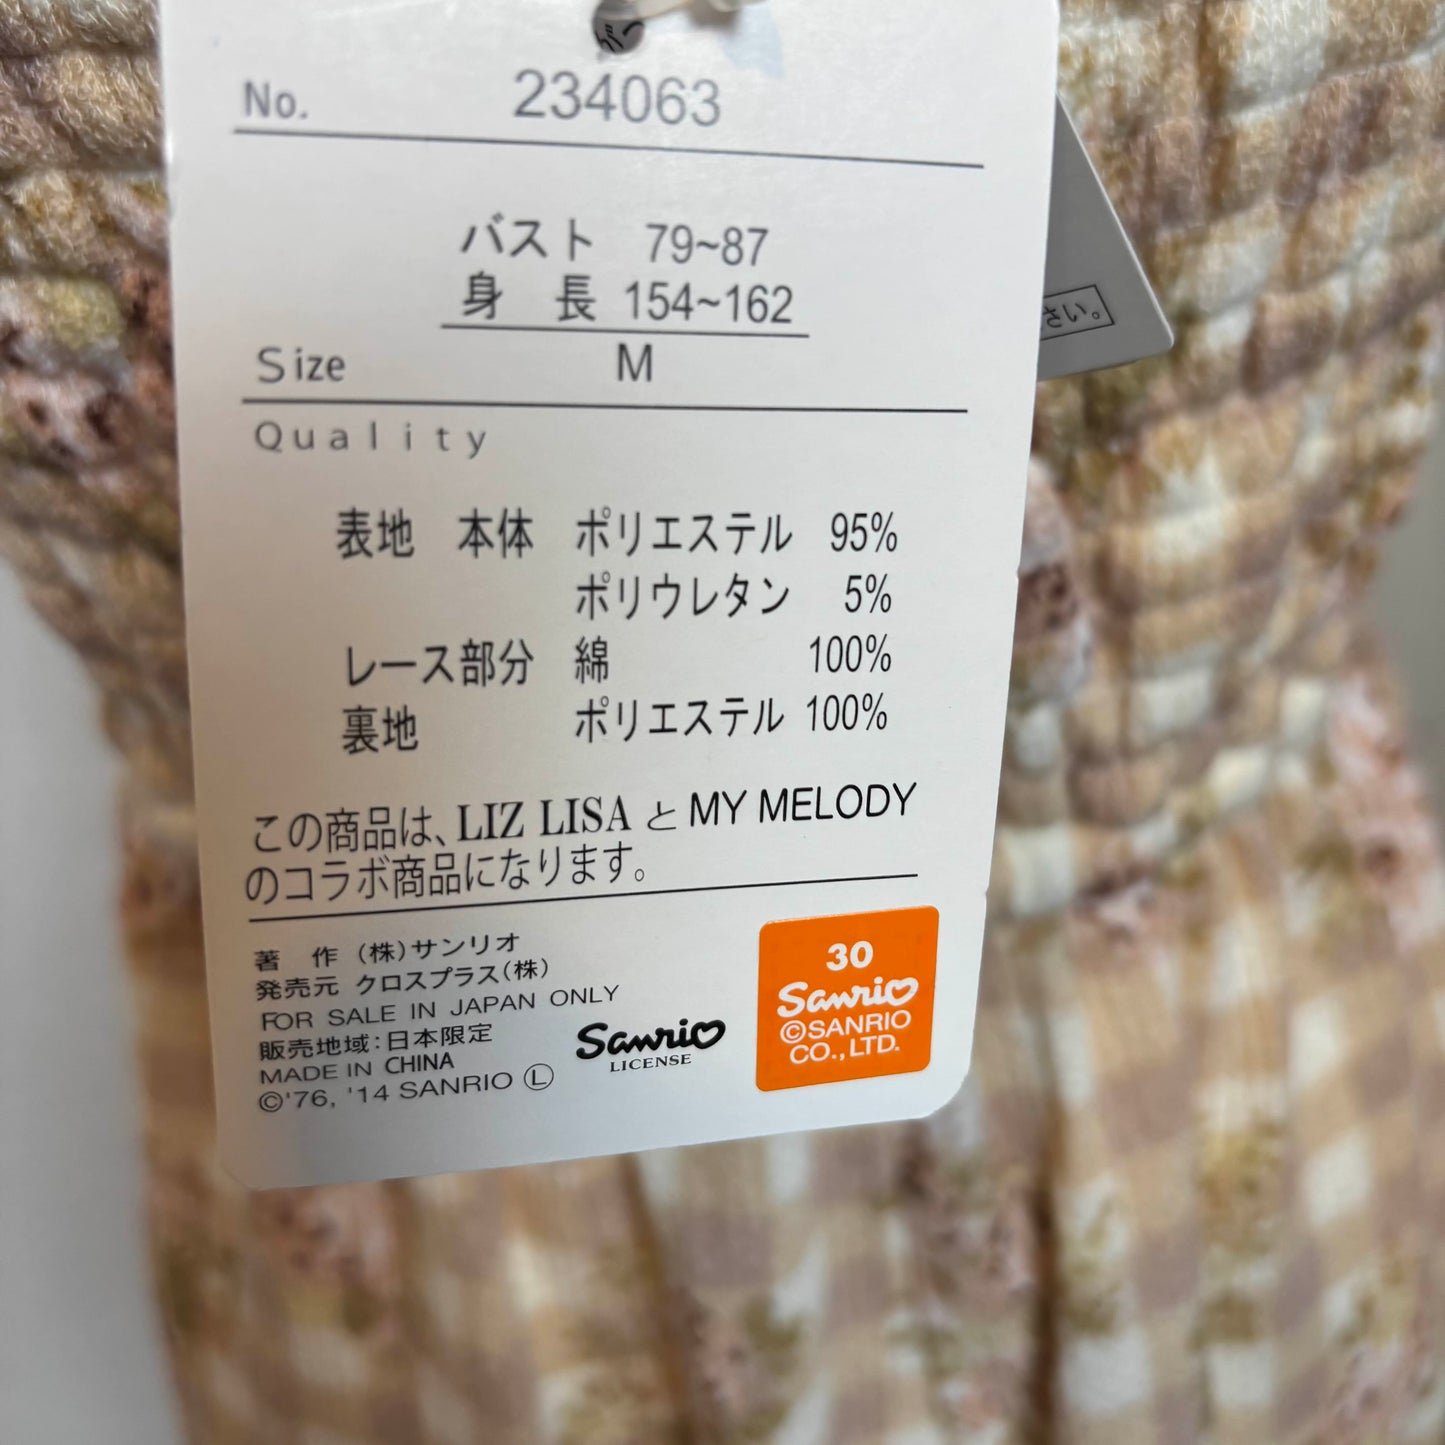 No. 234063
バスト 79~87
身 長 154~162
Size M
Quality
表地 本体 ポリエステル 95%
ポリウレタン 5%
レース部分 綿 100%
裏地 ポリエステル 100%
この商品は、LIZ LISA と MY MELODY
のコラボ商品になります。
著 作 (株)サンリオ
発売元 クロスプラス(株)
FOR SALE IN JAPAN ONLY
販売地域:日本限定
MADE IN CHINA
©'76, '14 SANRIO Ⓛ
Sanrio
LICENSE
30
Sanrio
©SANRIO
CO., LTD.
さい。